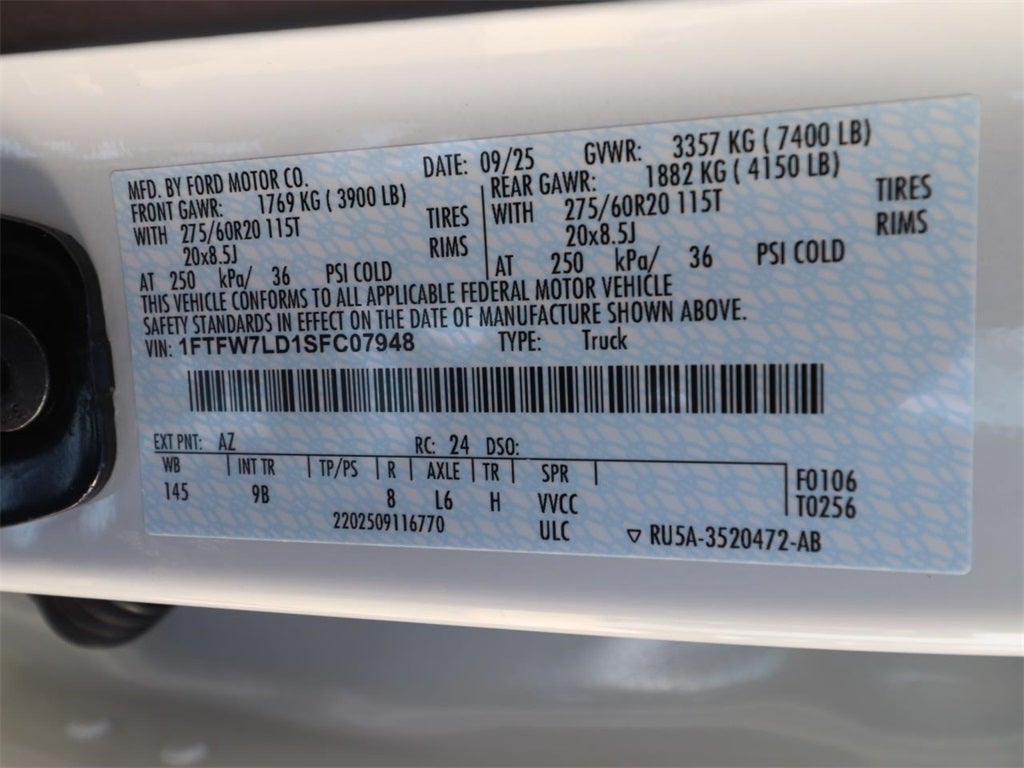 MFD. BY FORD MOTOR CO. DATE: 09/25 GVWR: 3357 KG ( 7400 LB)
FRONT GAWR: 1769 KG ( 3900 LB) REAR GAWR: 1882 KG ( 4150 LB)
WITH 275/60R20 115T TIRES WITH 275/60R20 115T TIRES
20x8.5J RIMS 20x8.5J RIMS
AT 250 kPa/ 36 PSI COLD AT 250 kPa/ 36 PSI COLD
THIS VEHICLE CONFORMS TO ALL APPLICABLE FEDERAL MOTOR VEHICLE
SAFETY STANDARDS IN EFFECT ON THE DATE OF MANUFACTURE SHOWN ABOVE.
VIN: 1FTFW7LD1SFC07948 TYPE: Truck
EXT PNT: AZ RC: 24 DSO:
WB INT TR TP/PS R AXLE TR SPR F0106
145 9B 8 L6 H VVCC T0256
2202509116770 ULC RU5A-3520472-AB